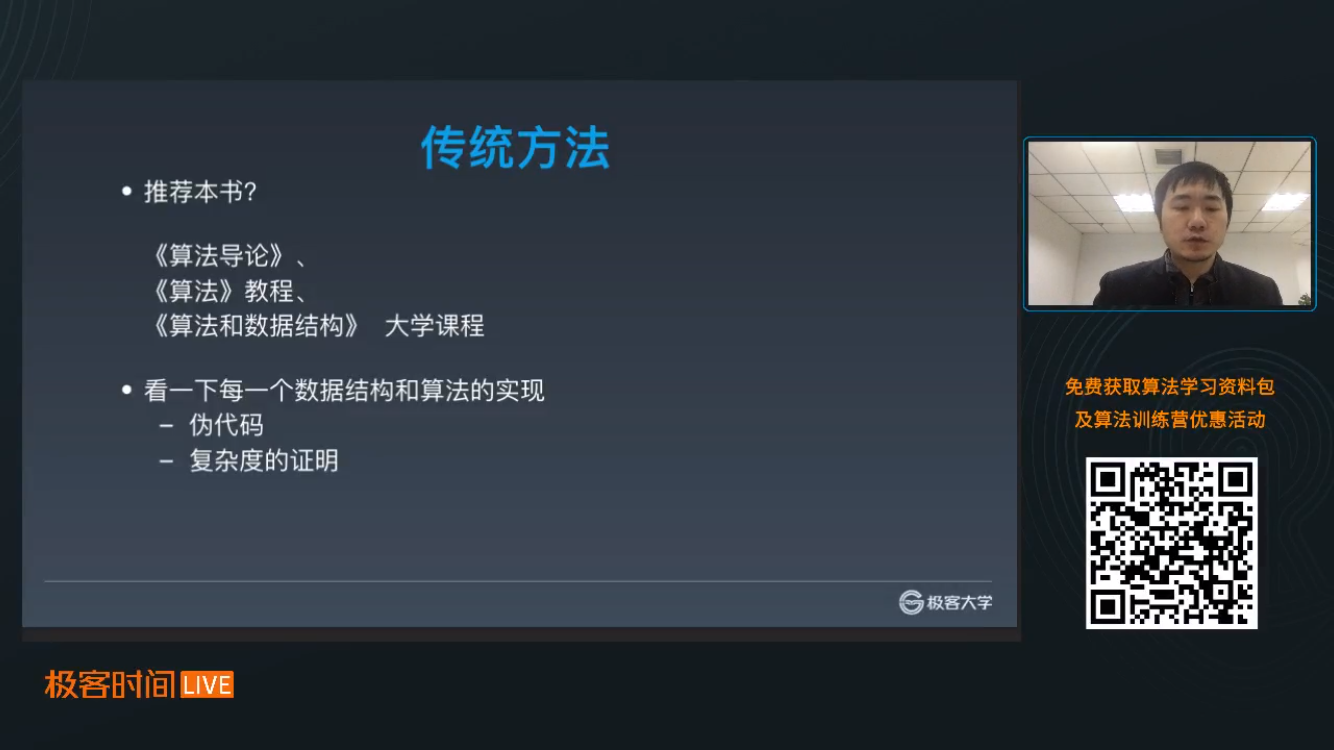 传统方法
• 推荐本书?
《算法导论》、
《算法》教程、
《算法和数据结构》 大学课程
• 看一下每一个数据结构和算法的实现
– 伪代码
– 复杂度的证明
极客大学
免费获取算法学习资料包
及算法训练营优惠活动
极客时间LIVE